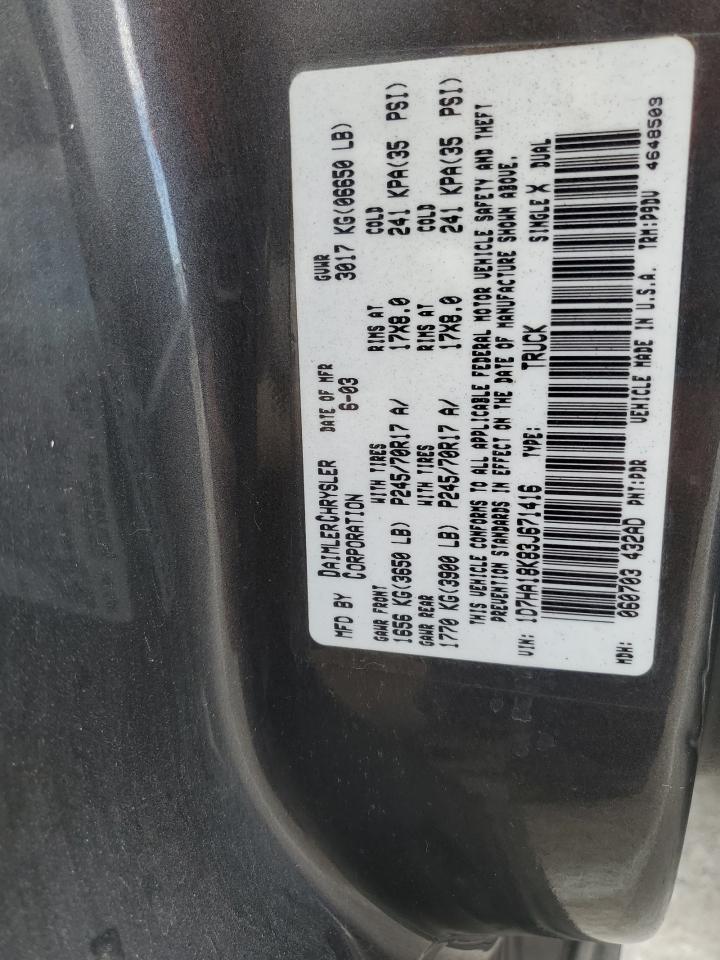 MFD BY DAIMLERCHRYSLER CORPORATION DATE OF MFR 6-03 GVWR 3017 KG(06650 LB)
GAWR FRONT WITH TIRES RIMS AT COLD
1656 KG(3650 LB) P245/70R17 A/ 17X8.0 241 KPA(35 PSI)
GAWR REAR WITH TIRES RIMS AT COLD
1770 KG(3900 LB) P245/70R17 A/ 17X8.0 241 KPA(35 PSI)
THIS VEHICLE CONFORMS TO ALL APPLICABLE FEDERAL MOTOR VEHICLE SAFETY AND THEFT
PREVENTION STANDARDS IN EFFECT ON THE DATE OF MANUFACTURE SHOWN ABOVE.
VIN: 1D7HA18K83J671416 TYPE: TRUCK SINGLE X DUAL
MDH: 060703 432AD PNT:PDR VEHICLE MADE IN U.S.A. TRM:P9DV 4648503